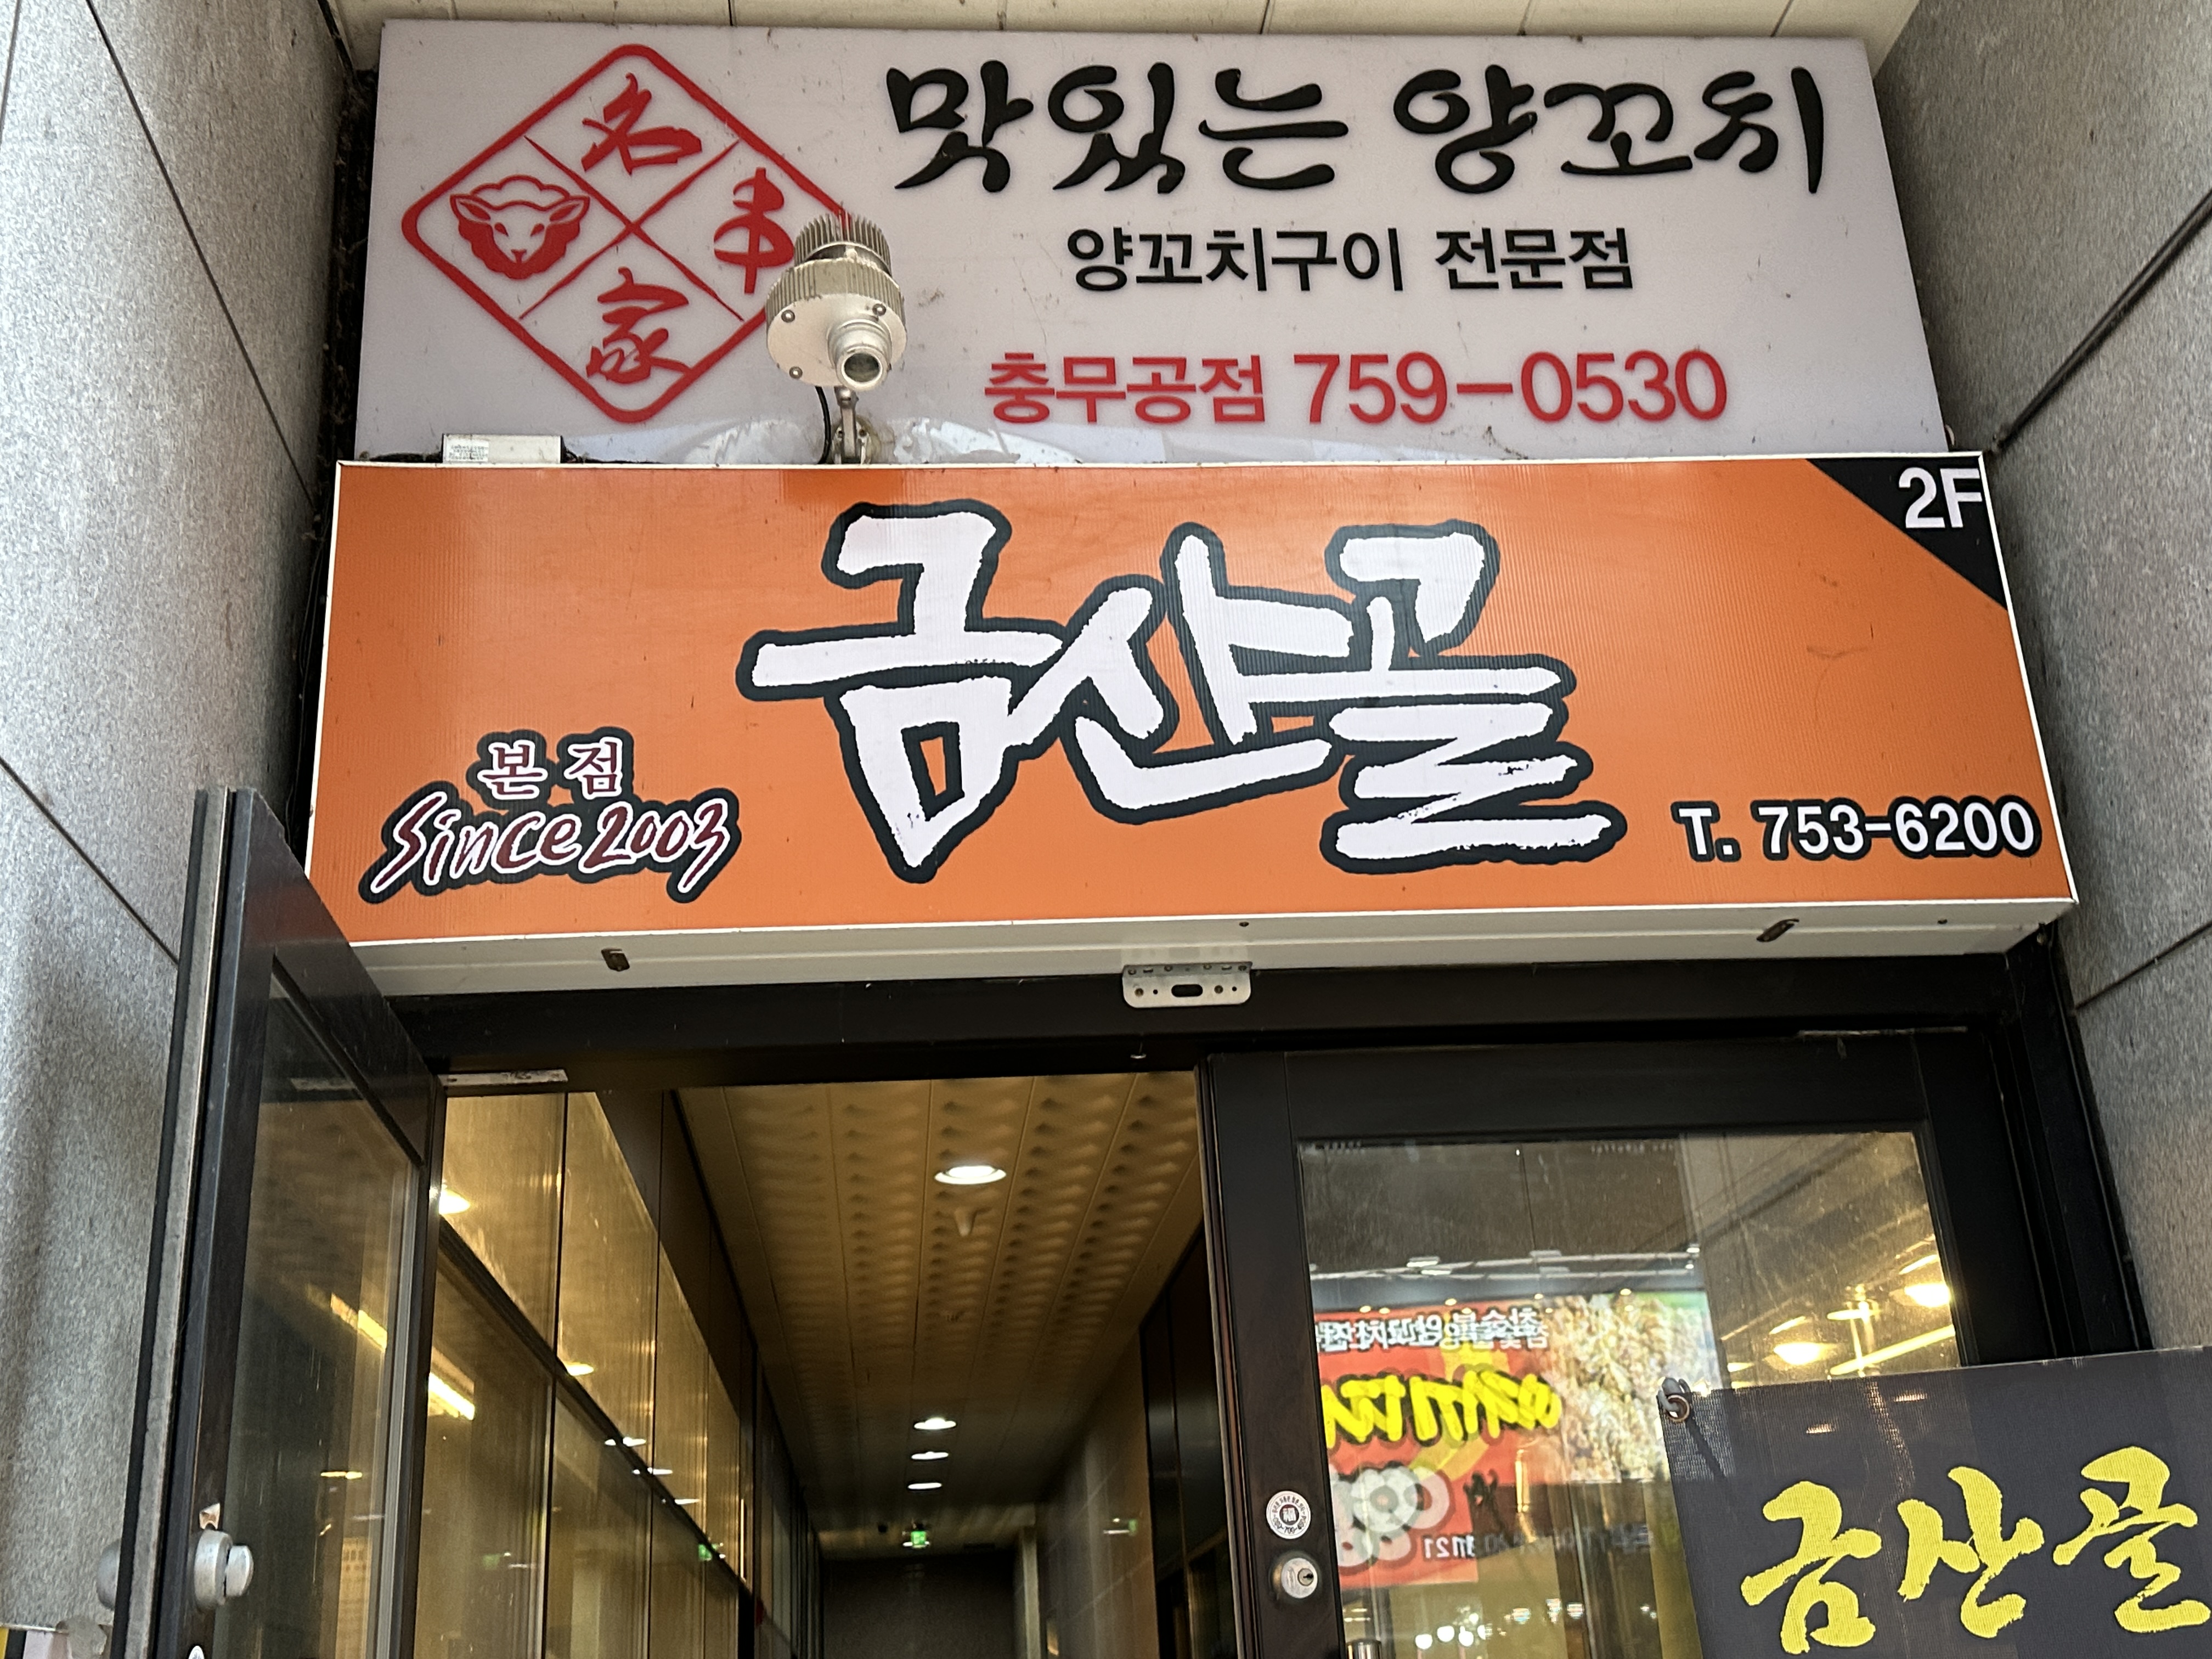 名串家
맛있는 양꼬치
양꼬치구이 전문점
충무공점 759-0530
2F
금산골
본점
Since 2003
T. 753-6200
금산골